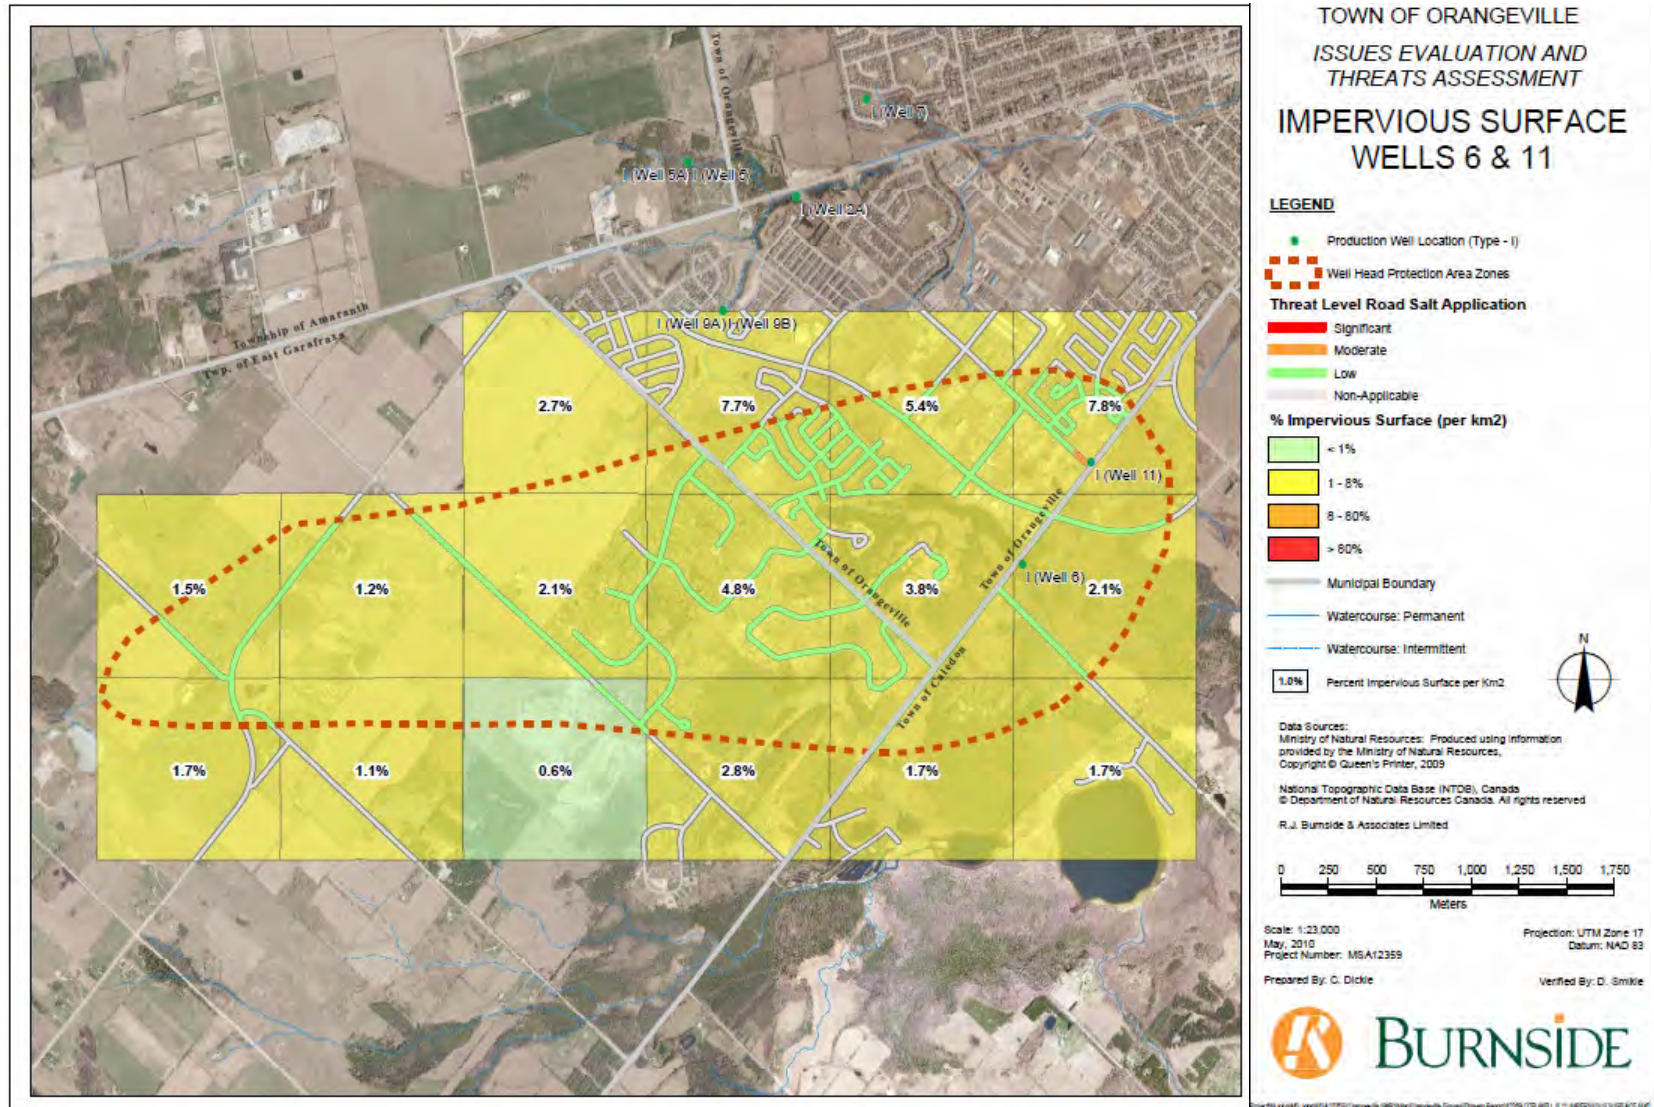 TOWN OF ORANGEVILLE
ISSUES EVALUATION AND
THREATS ASSESSMENT
IMPERVIOUS SURFACE
WELLS 6 & 11
LEGEND
Production Well Location (Type - I)
Well Head Protection Area Zones
Threat Level Road Salt Application
Significant
Moderate
Low
Non-Applicable
% Impervious Surface (per km2)
< 1%
1 - 8%
8 - 80%
> 80%
Municipal Boundary
Watercourse: Permanent
Watercourse: Intermittent
1.0% Percent Impervious Surface per Km2
N
Data Sources:
Ministry of Natural Resources: Produced using information
provided by the Ministry of Natural Resources,
Copyright © Queen's Printer, 2009
National Topographic Data Base (NTDB), Canada
© Department of Natural Resources Canada. All rights reserved
R.J. Burnside & Associates Limited
0 250 500 750 1,000 1,250 1,500 1,750
Meters
Scale: 1:23,000
May, 2010
Project Number: MSA12359
Projection: UTM Zone 17
Datum: NAD 83
Prepared By: C. Dickie
Verified By: D. Smikle
BURNSIDE
Town of Orangeville
I (Well 7)
I (Well 5A) I (Well 5)
I (Well 2A)
Township of Amaranth
Twp. of East Garafraxa
I (Well 9A) I (Well 9B)
2.7% 7.7% 5.4% 7.8%
I (Well 11)
Town of Orangeville
Town of Orangeville
I (Well 6)
1.5% 1.2% 2.1% 4.8% 3.8% 2.1%
Town of Caledon
1.7% 1.1% 0.6% 2.8% 1.7% 1.7%